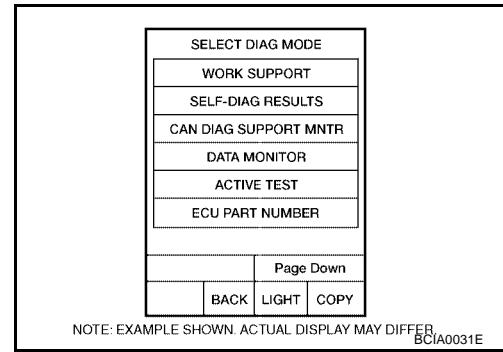 SELECT DIAG MODE
WORK SUPPORT
SELF-DIAG RESULTS
CAN DIAG SUPPORT MNTR
DATA MONITOR
ACTIVE TEST
ECU PART NUMBER
Page Down
BACK LIGHT COPY
NOTE: EXAMPLE SHOWN. ACTUAL DISPLAY MAY DIFFER.
BCIA0031E